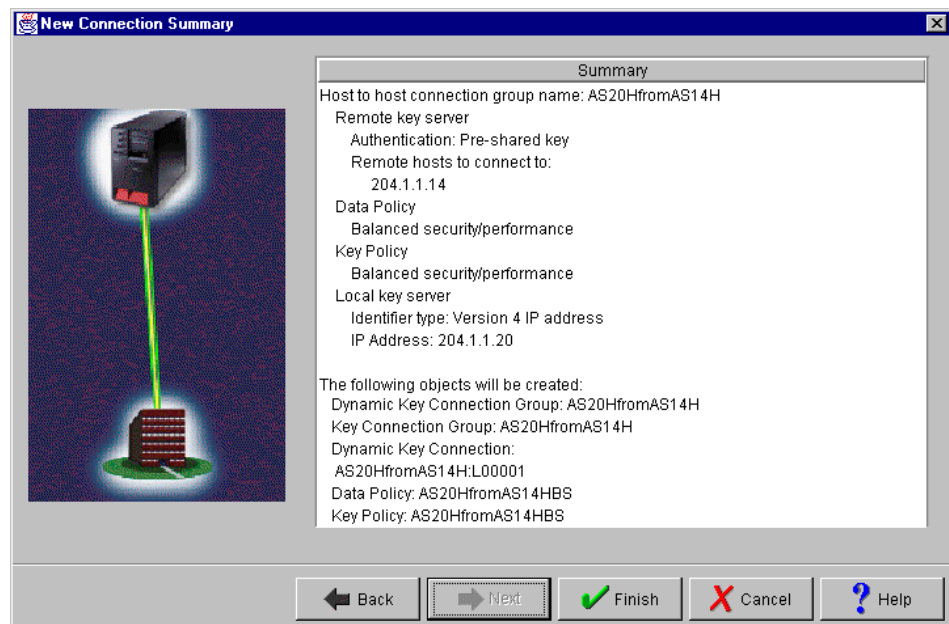 New Connection Summary
Summary
Host to host connection group name: AS20HfromAS14H
Remote key server
Authentication: Pre-shared key
Remote hosts to connect to:
204.1.1.14
Data Policy
Balanced security/performance
Key Policy
Balanced security/performance
Local key server
Identifier type: Version 4 IP address
IP Address: 204.1.1.20
The following objects will be created:
Dynamic Key Connection Group: AS20HfromAS14H
Key Connection Group: AS20HfromAS14H
Dynamic Key Connection:
AS20HfromAS14H:L00001
Data Policy: AS20HfromAS14HBS
Key Policy: AS20HfromAS14HBS
Back Next Finish Cancel Help